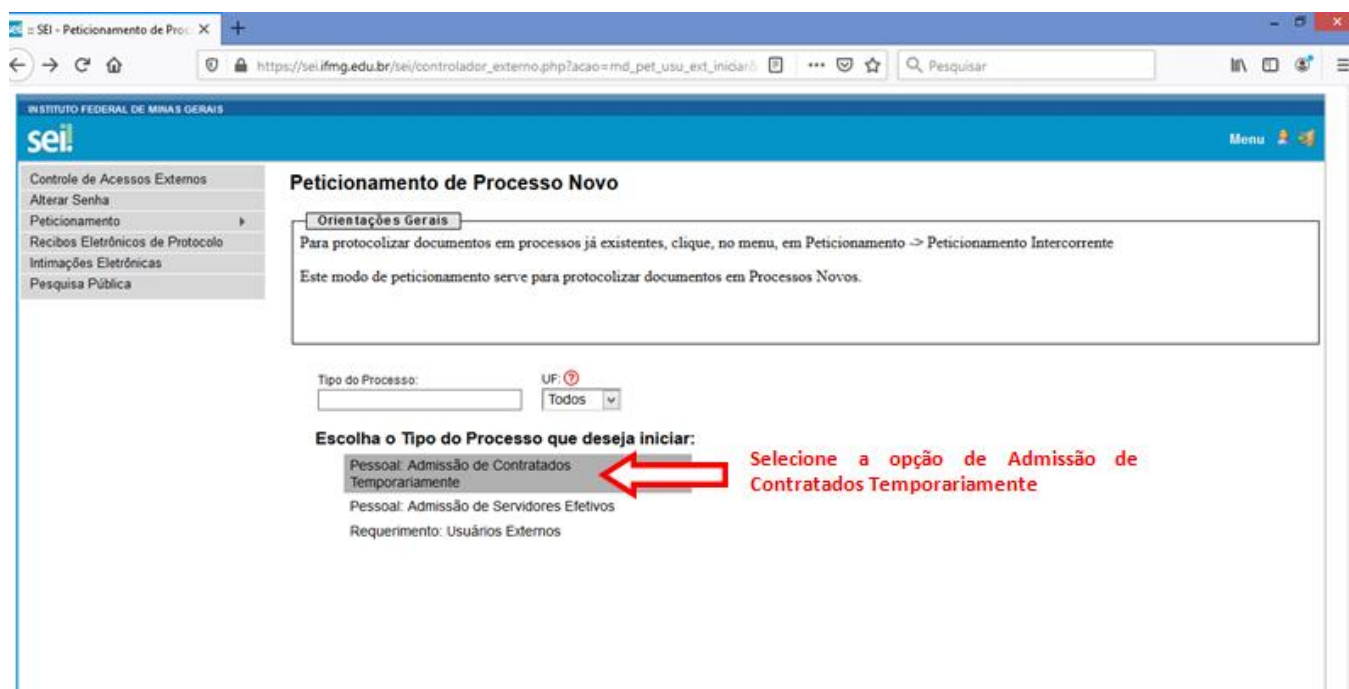 :: SEI - Peticionamento de Proc
https://sei.ifmg.edu.br/sei/controlador_externo.php?acao=md_pet_usu_ext_iniciar&
Pesquisar
INSTITUTO FEDERAL DE MINAS GERAIS
sei!
Menu
Controle de Acessos Externos
Alterar Senha
Peticionamento
Recibos Eletrônicos de Protocolo
Intimações Eletrônicas
Pesquisa Pública
Peticionamento de Processo Novo
Orientações Gerais
Para protocolizar documentos em processos já existentes, clique, no menu, em Peticionamento -> Peticionamento Intercorrente
Este modo de peticionamento serve para protocolizar documentos em Processos Novos.
Tipo do Processo:
UF: ?
Todos
Escolha o Tipo do Processo que deseja iniciar:
Pessoal: Admissão de Contratados
Temporariamente
Pessoal: Admissão de Servidores Efetivos
Requerimento: Usuários Externos
Selecione a opção de Admissão de
Contratados Temporariamente